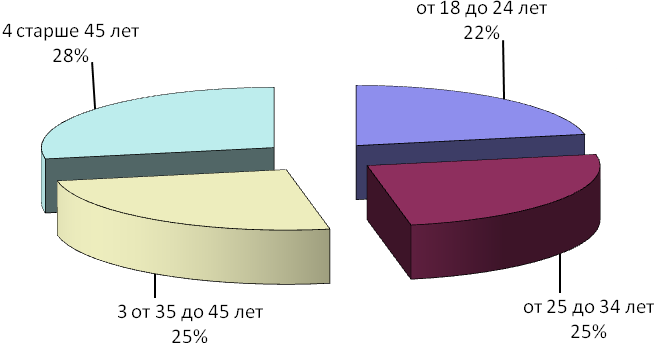 4 старше 45 лет
28%
от 18 до 24 лет
22%
3 от 35 до 45 лет
25%
от 25 до 34 лет
25%